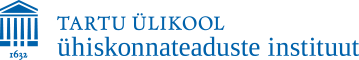 TARTU ÜLIKOOL
ühiskonnateaduste instituut
1632